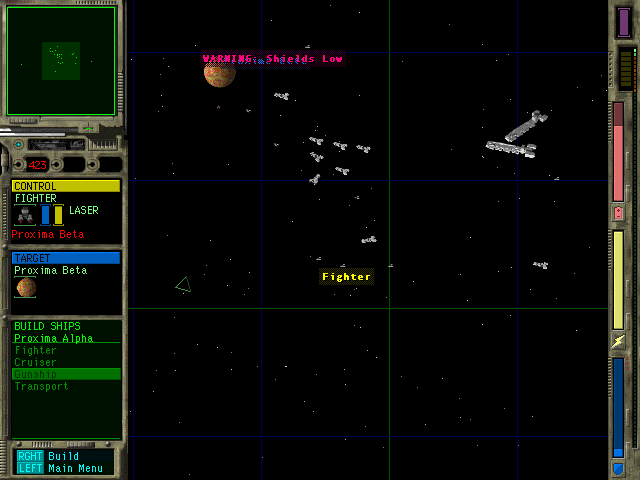 WARNING: Shields Low
423
CONTROL
FIGHTER
LASER
Proxima Beta
TARGET
Proxima Beta
Fighter
BUILD SHIPS
Proxima Alpha
Fighter
Cruiser
Gunship
Transport
RGHT Build
LEFT Main Menu